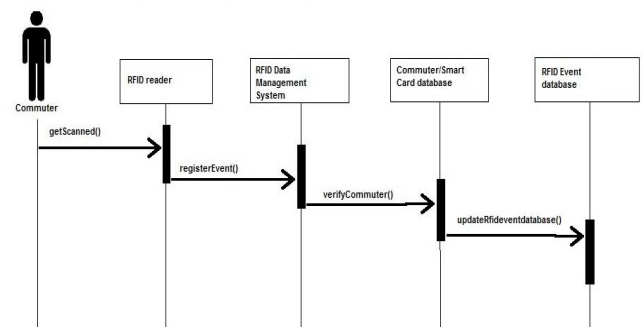 Commuter
RFID reader
RFID Data
Management
System
Commuter/Smart
Card database
RFID Event
database
getScanned()
registerEvent()
verifyCommuter()
updateRfideventdatabase()